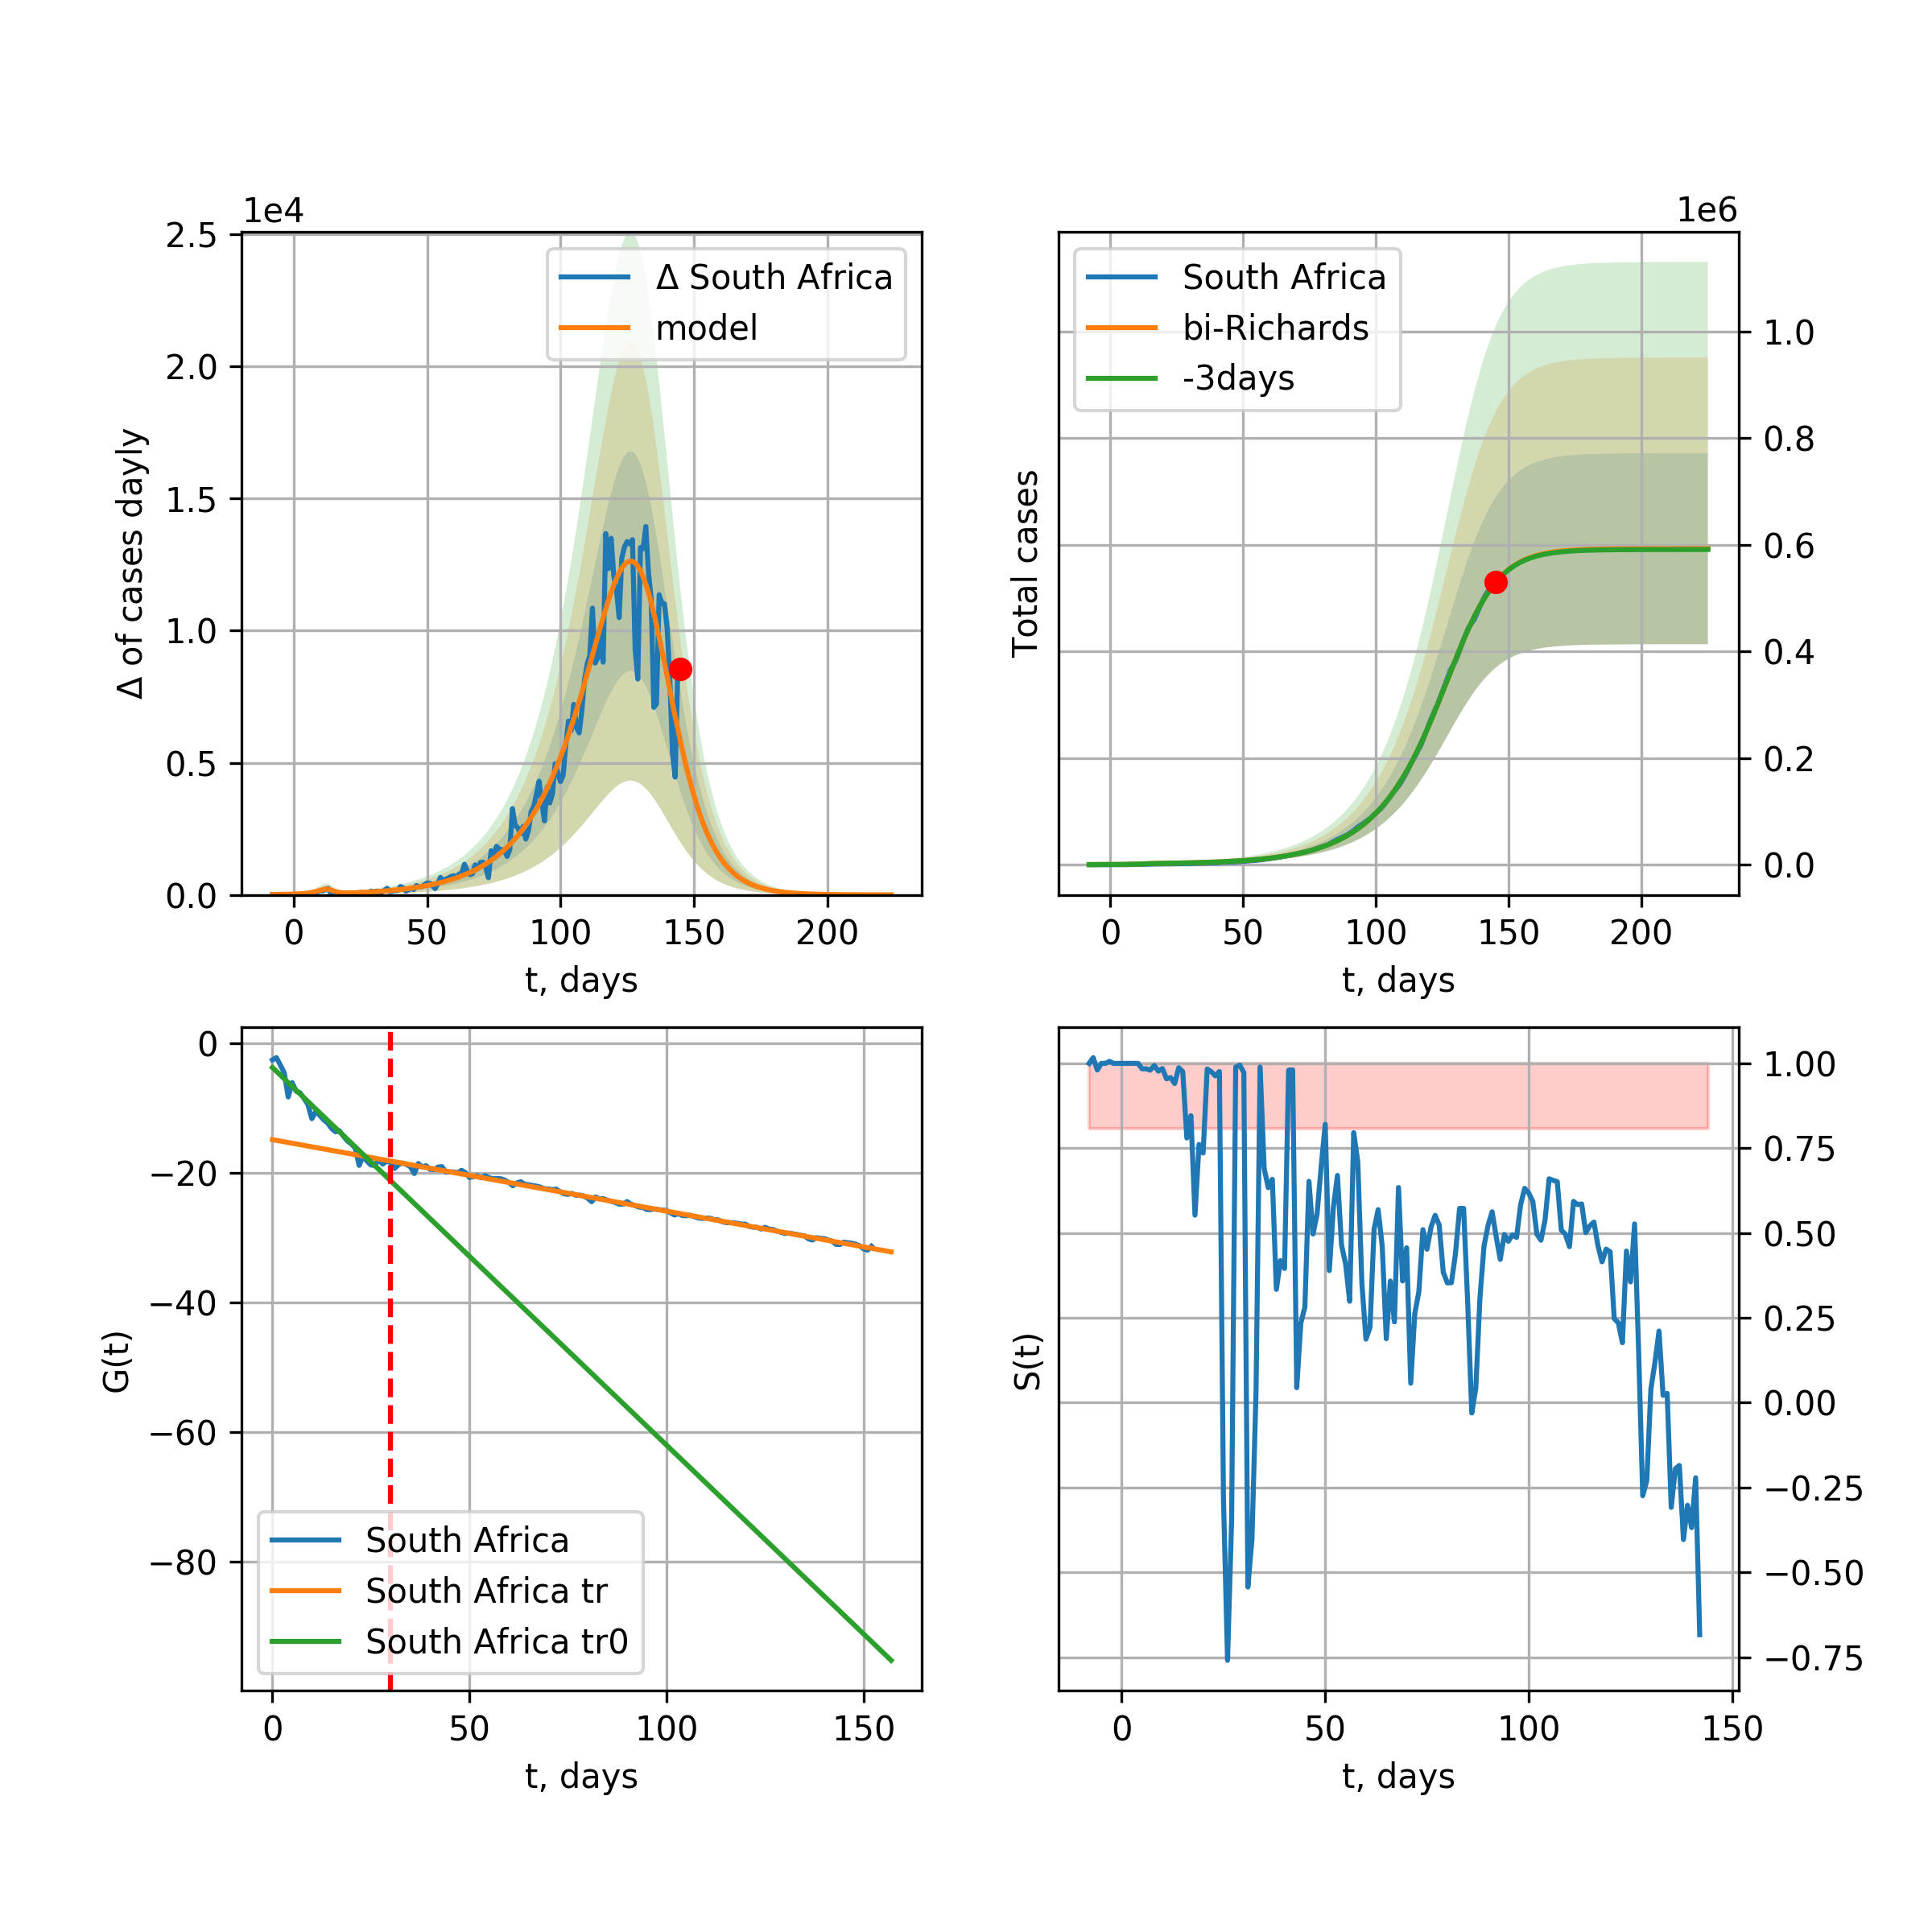 1e4
2.5
2.0
1.5
1.0
0.5
0.0
Δ of cases dayly
Δ South Africa
model
0 50 100 150 200
t, days
1e6
South Africa
bi-Richards
-3days
Total cases
1.0
0.8
0.6
0.4
0.2
0.0
0 50 100 150 200
t, days
0
−20
−40
−60
−80
G(t)
South Africa
South Africa tr
South Africa tr0
0 50 100 150
t, days
S(t)
1.00
0.75
0.50
0.25
0.00
−0.25
−0.50
−0.75
0 50 100 150
t, days